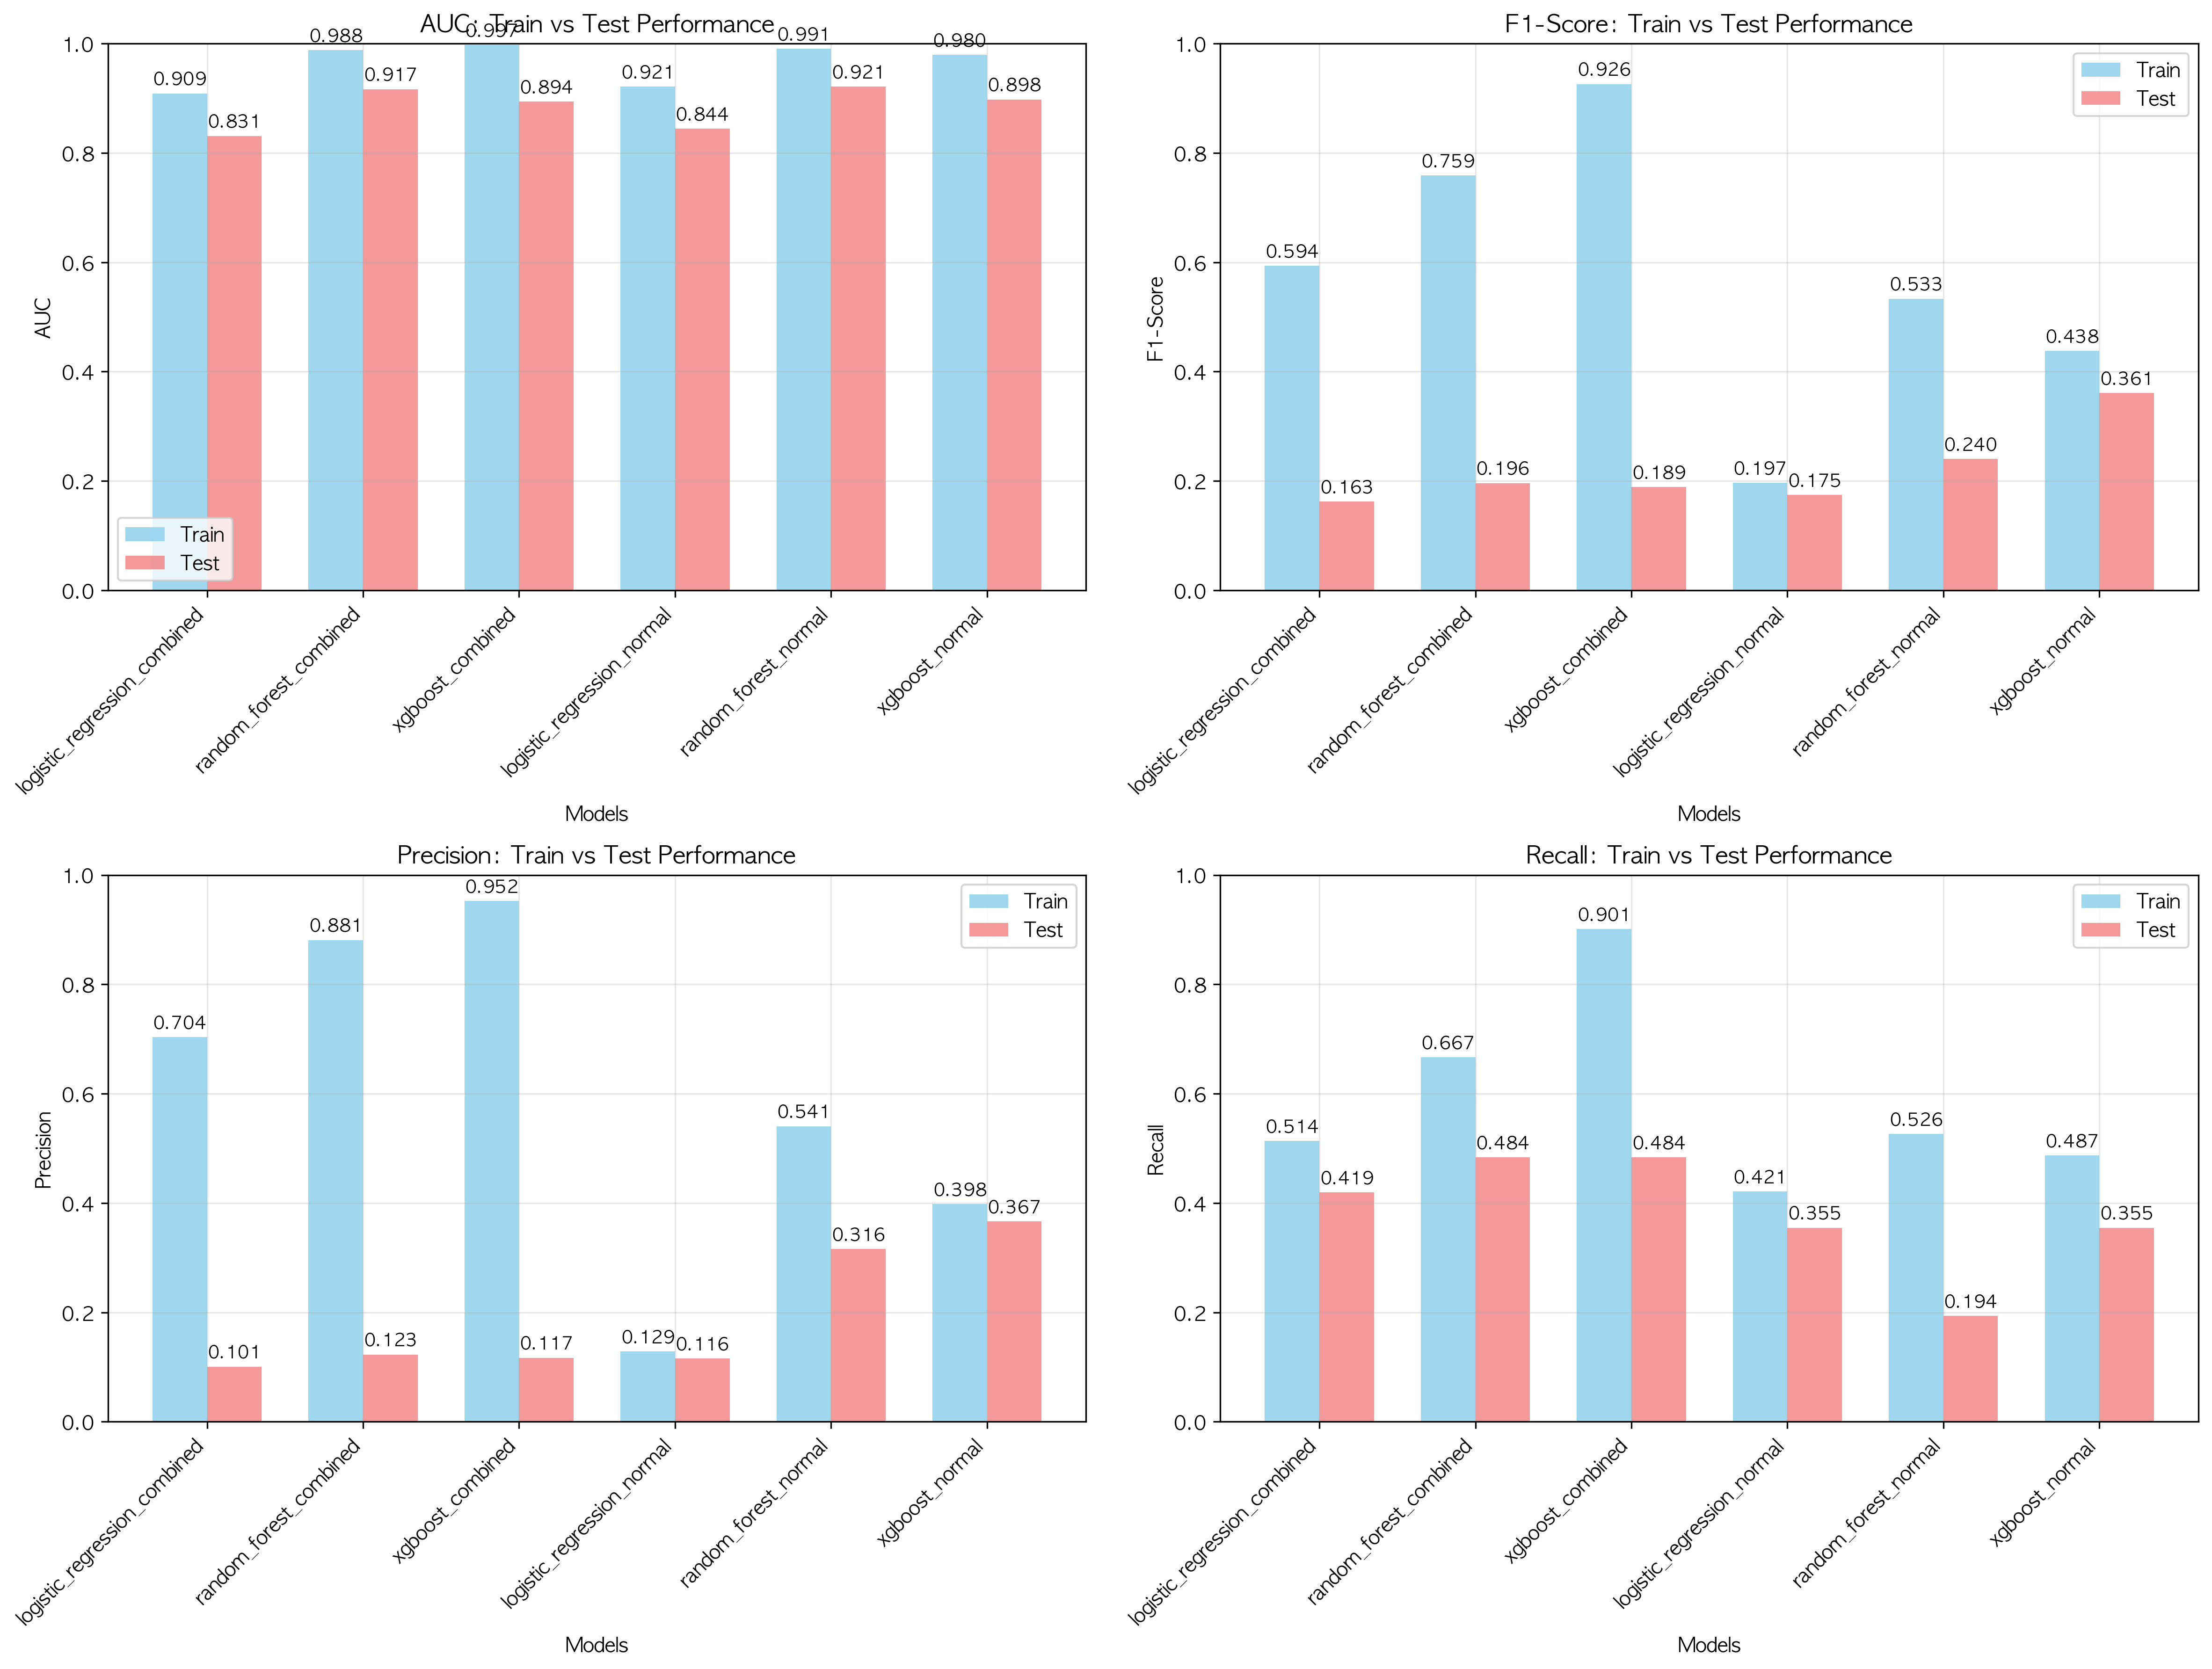 AUC: Train vs Test Performance
0.909
0.831
0.988
0.917
0.997
0.894
0.921
0.844
0.991
0.921
0.980
0.898
1.0
0.8
0.6
0.4
0.2
0.0
AUC
Train
Test
logistic_regression_combined
random_forest_combined
xgboost_combined
logistic_regression_normal
random_forest_normal
xgboost_normal
Models
F1-Score: Train vs Test Performance
0.594
0.163
0.759
0.196
0.926
0.189
0.197
0.175
0.533
0.240
0.438
0.361
1.0
0.8
0.6
0.4
0.2
0.0
F1-Score
Train
Test
logistic_regression_combined
random_forest_combined
xgboost_combined
logistic_regression_normal
random_forest_normal
xgboost_normal
Models
Precision: Train vs Test Performance
0.704
0.101
0.881
0.123
0.952
0.117
0.129
0.116
0.541
0.316
0.398
0.367
1.0
0.8
0.6
0.4
0.2
0.0
Precision
Train
Test
logistic_regression_combined
random_forest_combined
xgboost_combined
logistic_regression_normal
random_forest_normal
xgboost_normal
Models
Recall: Train vs Test Performance
0.514
0.419
0.667
0.484
0.901
0.484
0.421
0.355
0.526
0.194
0.487
0.355
1.0
0.8
0.6
0.4
0.2
0.0
Recall
Train
Test
logistic_regression_combined
random_forest_combined
xgboost_combined
logistic_regression_normal
random_forest_normal
xgboost_normal
Models